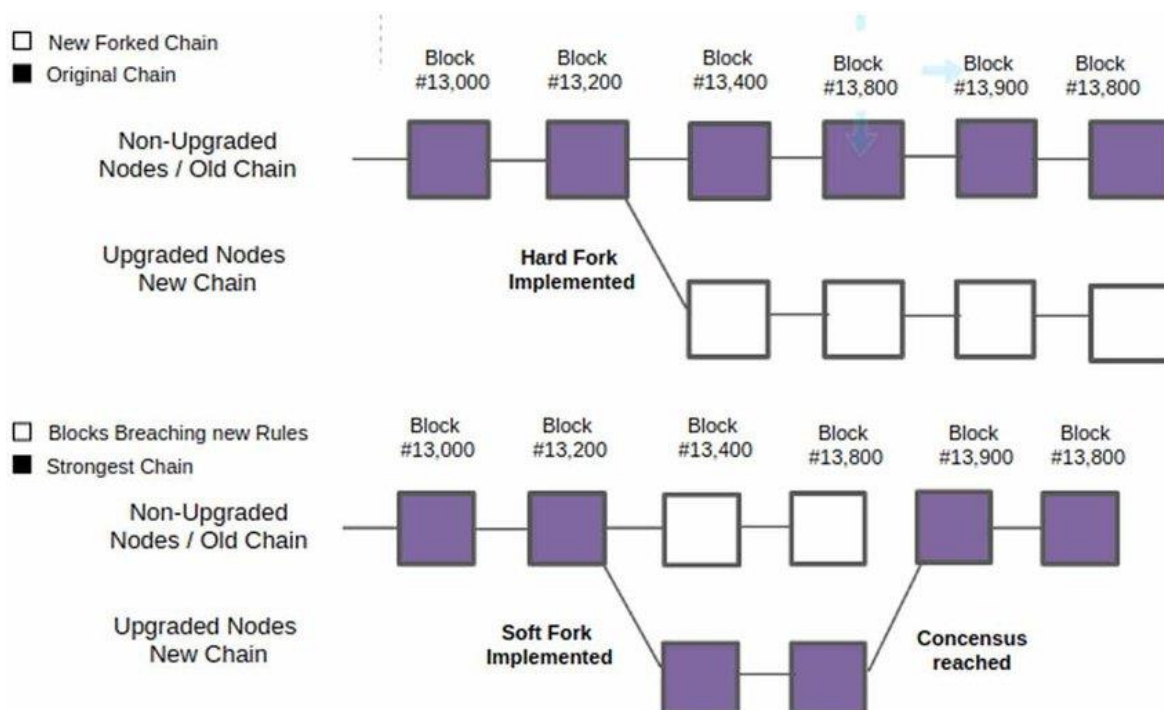 New Forked Chain
Original Chain
Block
#13,000
Block
#13,200
Block
#13,400
Block
#13,800
Block
#13,900
Block
#13,800
Non-Upgraded
Nodes / Old Chain
Upgraded Nodes
New Chain
Hard Fork
Implemented
Blocks Breaching new Rules
Strongest Chain
Block
#13,000
Block
#13,200
Block
#13,400
Block
#13,800
Block
#13,900
Block
#13,800
Non-Upgraded
Nodes / Old Chain
Upgraded Nodes
New Chain
Soft Fork
Implemented
Concensus
reached